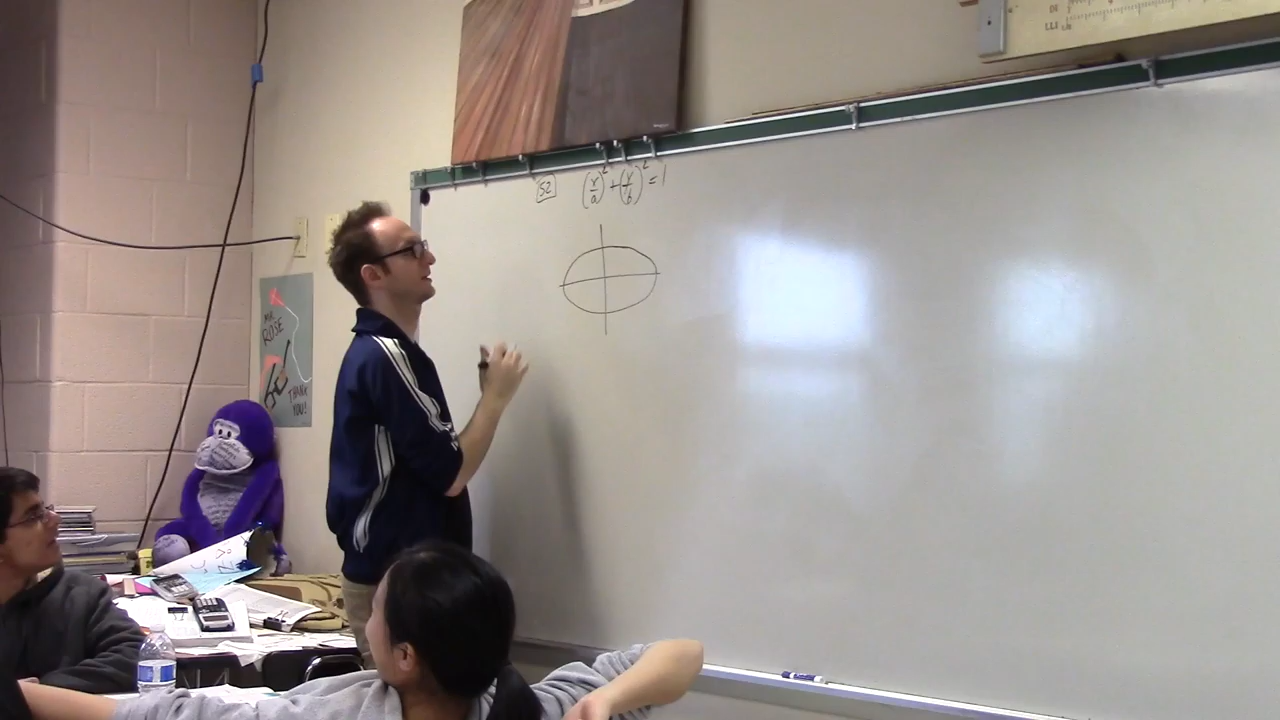 52 (x/a)² + (y/b)² = 1
MR.
ROSE
THANK
YOU!